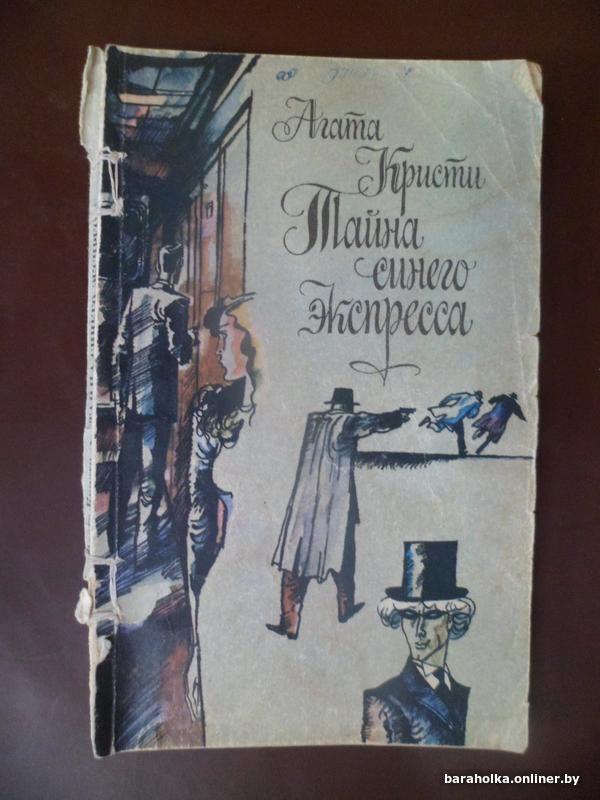 Агата
Кристи
Тайна
синего
экспресса
baraholka.onliner.by